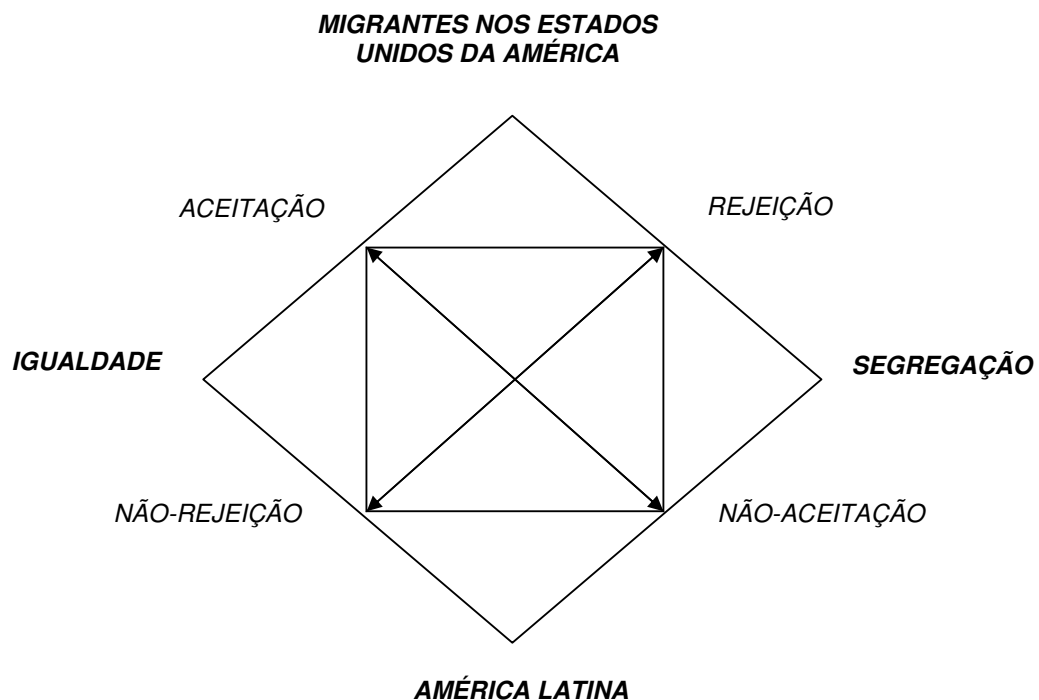 MIGRANTES NOS ESTADOS
UNIDOS DA AMÉRICA
ACEITAÇÃO
REJEIÇÃO
IGUALDADE
SEGREGAÇÃO
NÃO-REJEIÇÃO
NÃO-ACEITAÇÃO
AMÉRICA LATINA